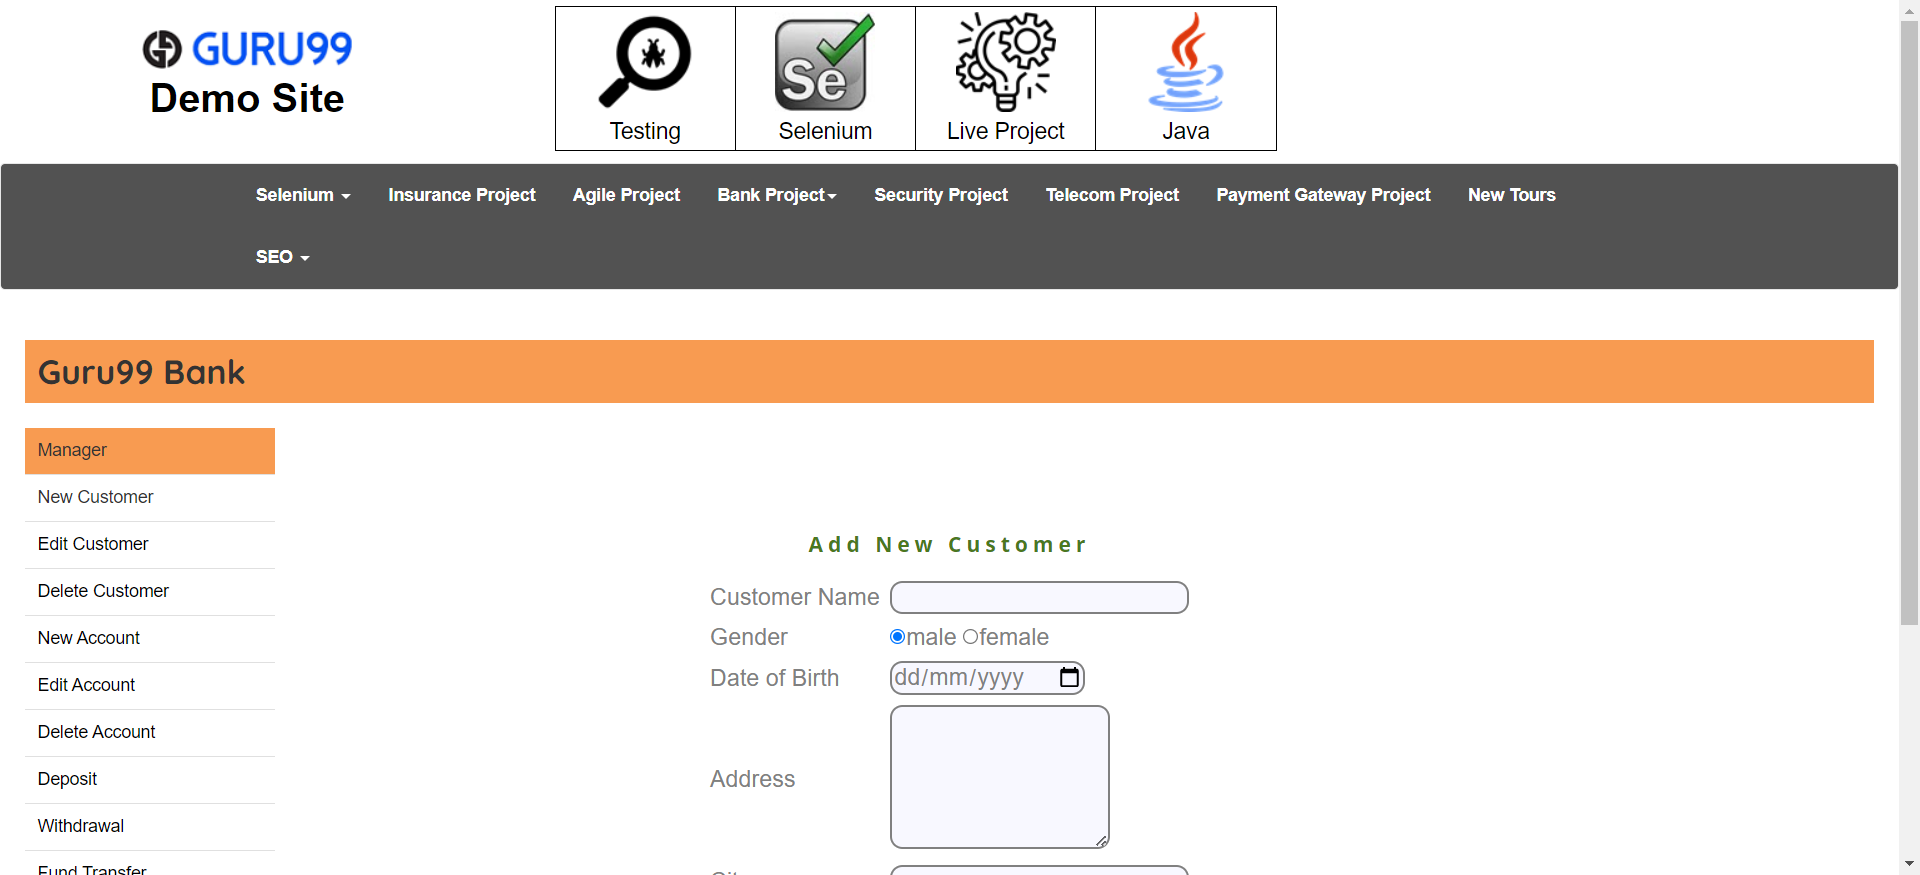 GURU99
Demo Site
Testing
Se
Selenium
Live Project
Java
Selenium Insurance Project Agile Project Bank Project Security Project Telecom Project Payment Gateway Project New Tours
SEO
Guru99 Bank
Manager
New Customer
Edit Customer
Delete Customer
New Account
Edit Account
Delete Account
Deposit
Withdrawal
Fund Transfer
Add New Customer
Customer Name
Gender male female
Date of Birth dd/mm/yyyy
Address